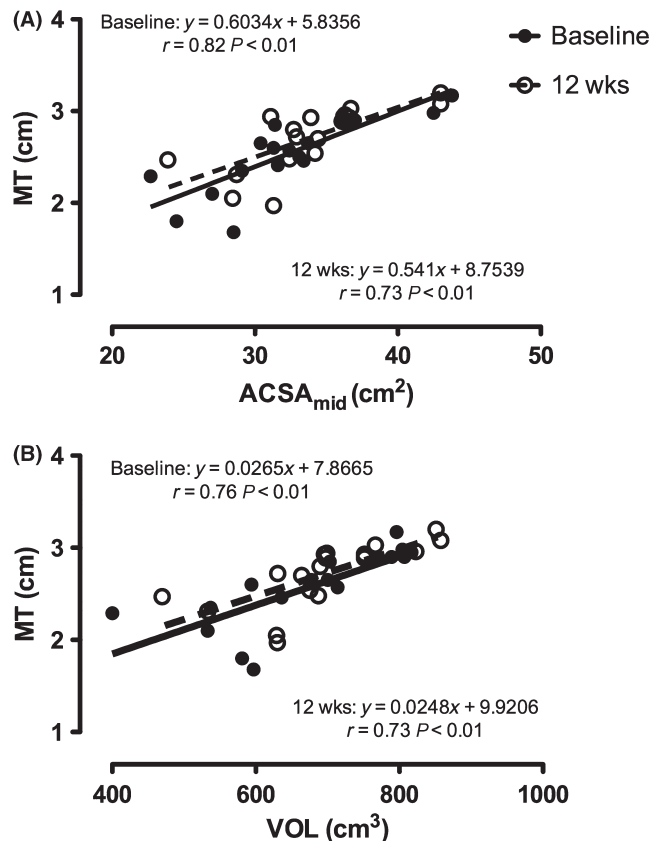 (A)
4
3
2
1
MT (cm)
Baseline: y = 0.6034x + 5.8356
r = 0.82 P < 0.01
Baseline
12 wks
12 wks: y = 0.541x + 8.7539
r = 0.73 P < 0.01
20 30 40 50
ACSAmid (cm²)
(B)
4
3
2
1
MT (cm)
Baseline: y = 0.0265x + 7.8665
r = 0.76 P < 0.01
12 wks: y = 0.0248x + 9.9206
r = 0.73 P < 0.01
400 600 800 1000
VOL (cm³)